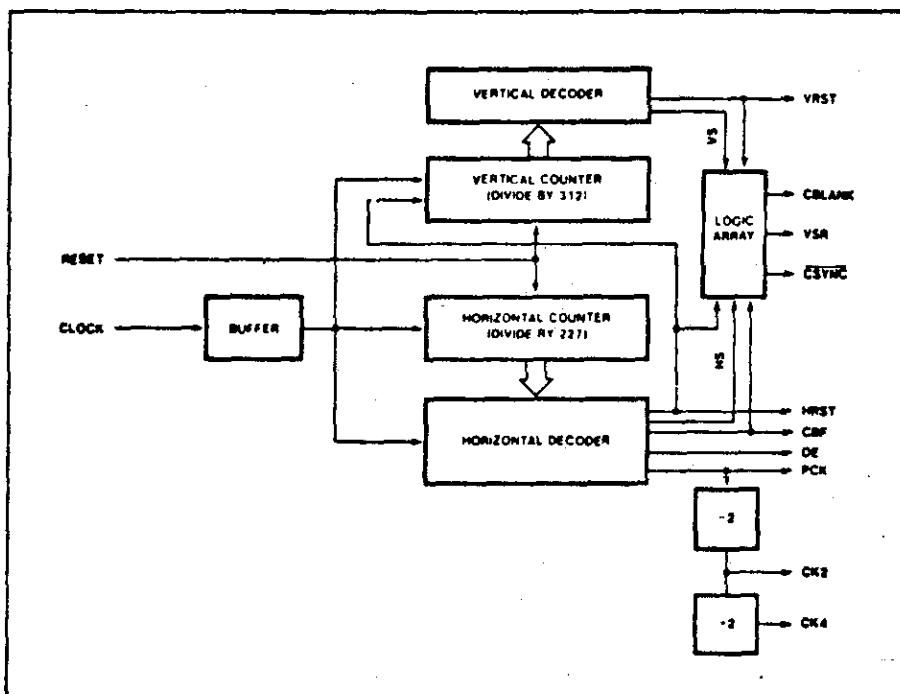 VERTICAL DECODER
VRST
VS
VERTICAL COUNTER
(DIVIDE BY 312)
LOGIC
ARRAY
CBLANK
VSR
CSYNC
RESET
CLOCK
BUFFER
HORIZONTAL COUNTER
(DIVIDE BY 227)
HS
HORIZONTAL DECODER
HRST
CBF
DE
PCK
-2
CK2
-2
CK4